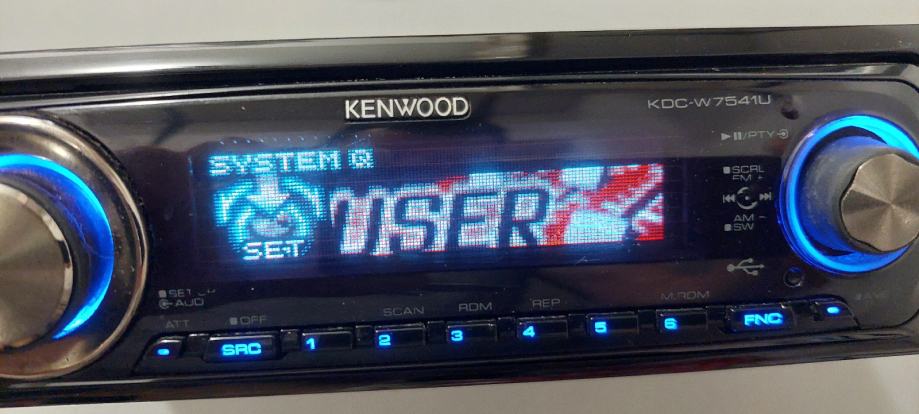 KENWOOD
KDC-W7541U
SYSTEM Q
USER
SET
▶II/PTY
SCRL
FM +
AM -
SW
SET UP
AUD
ATT
OFF
SCAN
RDM
REP
M.RDM
SRC
1
2
3
4
5
6
FNC